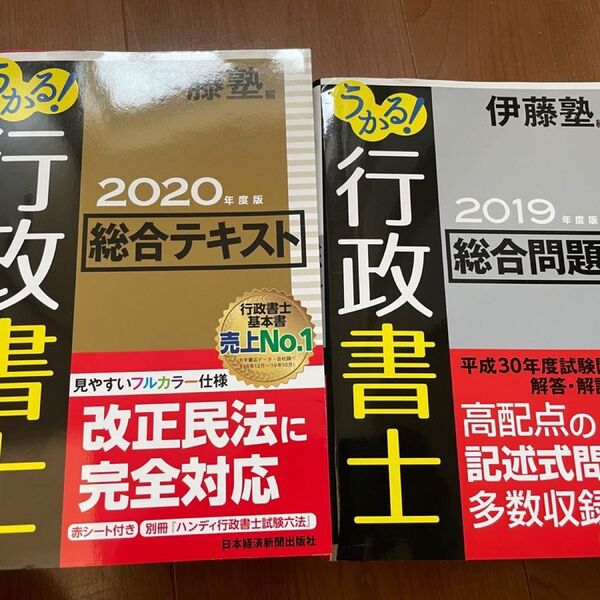 うかる!
行政書士
伊藤塾編
2020年度版
総合テキスト
行政書士
基本書
売上No.1
見やすいフルカラー仕様
改正民法に
完全対応
赤シート付き
別冊『ハンディ行政書士試験六法』
日本経済新聞出版社
うかる!
行政書士
伊藤塾
2019年度版
総合問題
平成30年度試験
解答・解説
高配点の
記述式問
多数収録